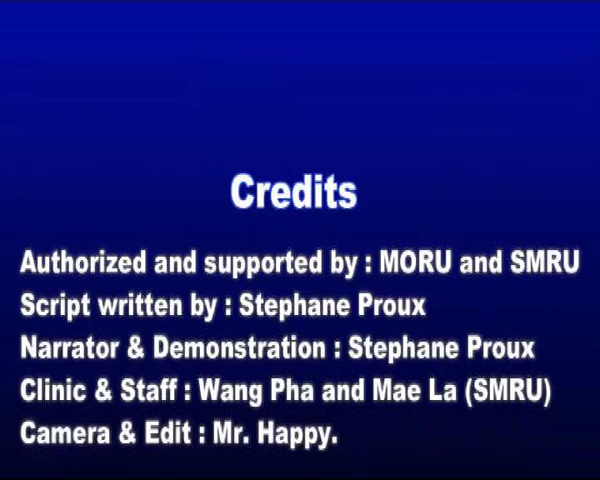 Credits
Authorized and supported by : MORU and SMRU
Script written by : Stephane Proux
Narrator & Demonstration : Stephane Proux
Clinic & Staff : Wang Pha and Mae La (SMRU)
Camera & Edit : Mr. Happy.